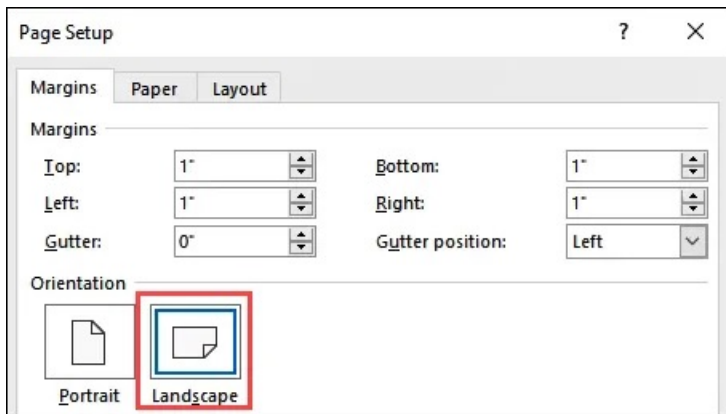 Page Setup ?
Margins Paper Layout
Margins
Top: 1" Bottom: 1"
Left: 1" Right: 1"
Gutter: 0" Gutter position: Left
Orientation
Portrait Landscape